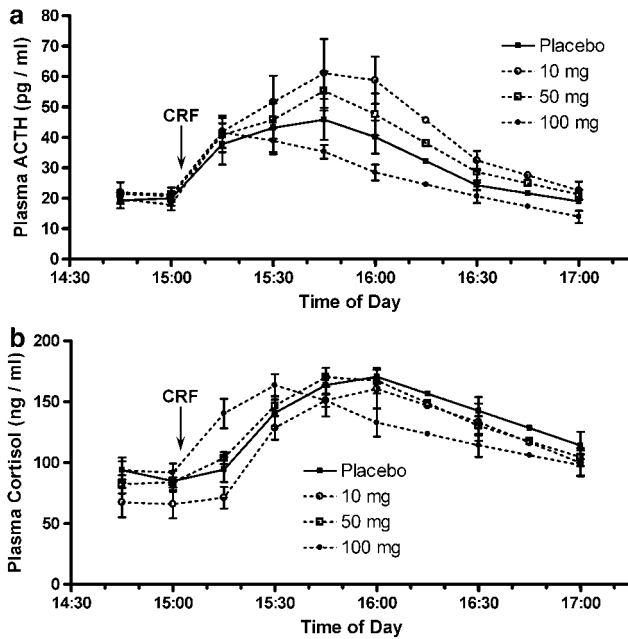 a
80
70
60
50
40
30
20
10
0
Plasma ACTH (pg / ml)
CRF
Placebo
10 mg
50 mg
100 mg
14:30 15:00 15:30 16:00 16:30 17:00
Time of Day
b
200
150
100
50
0
Plasma Cortisol (ng / ml)
CRF
Placebo
10 mg
50 mg
100 mg
14:30 15:00 15:30 16:00 16:30 17:00
Time of Day